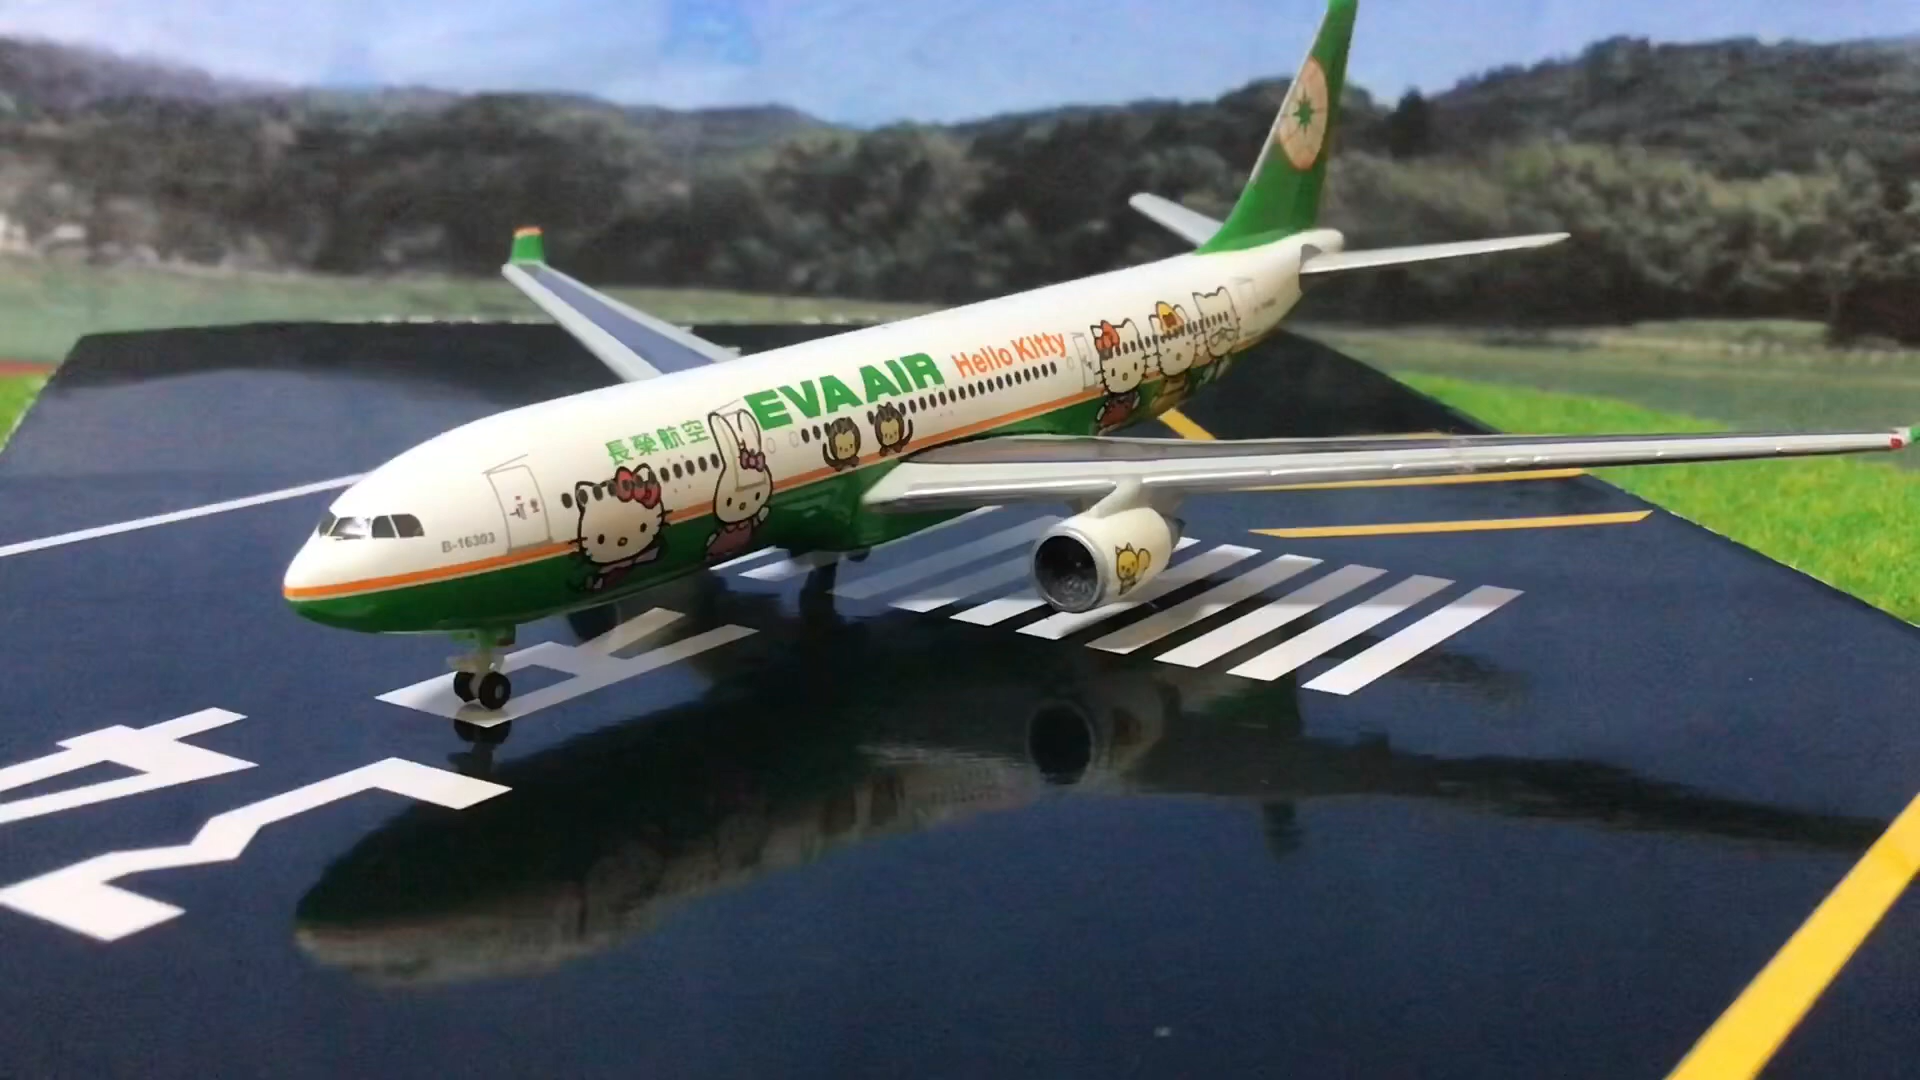 長榮航空
EVA AIR
Hello Kitty
B-16303